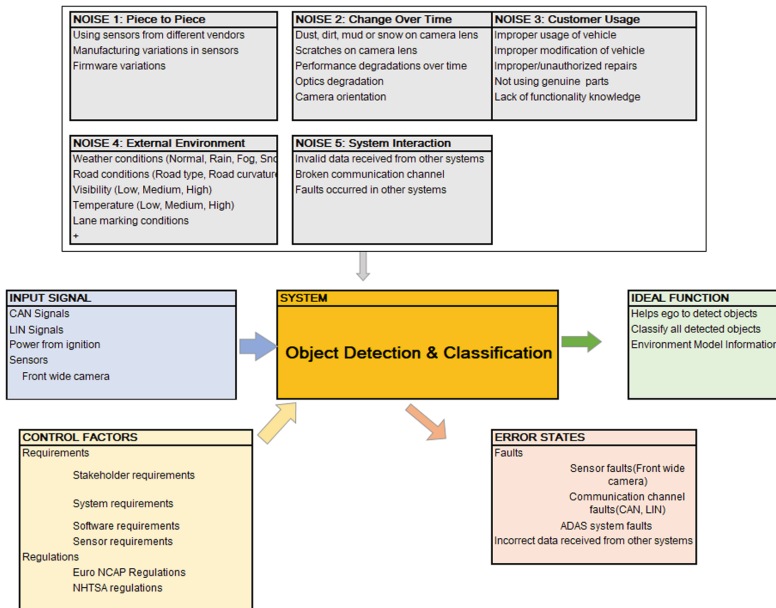 NOISE 1: Piece to Piece
Using sensors from different vendors
Manufacturing variations in sensors
Firmware variations
NOISE 2: Change Over Time
Dust, dirt, mud or snow on camera lens
Scratches on camera lens
Performance degradations over time
Optics degradation
Camera orientation
NOISE 3: Customer Usage
Improper usage of vehicle
Improper modification of vehicle
Improper/unauthorized repairs
Not using genuine parts
Lack of functionality knowledge
NOISE 4: External Environment
Weather conditions (Normal, Rain, Fog, Sno
Road conditions (Road type, Road curvature
Visibility (Low, Medium, High)
Temperature (Low, Medium, High)
Lane marking conditions
+
NOISE 5: System Interaction
Invalid data received from other systems
Broken communication channel
Faults occurred in other systems
INPUT SIGNAL
CAN Signals
LIN Signals
Power from ignition
Sensors
Front wide camera
SYSTEM
Object Detection & Classification
IDEAL FUNCTION
Helps ego to detect objects
Classify all detected objects
Environment Model Information
CONTROL FACTORS
Requirements
Stakeholder requirements
System requirements
Software requirements
Sensor requirements
Regulations
Euro NCAP Regulations
NHTSA regulations
ERROR STATES
Faults
Sensor faults(Front wide
camera)
Communication channel
faults(CAN, LIN)
ADAS system faults
Incorrect data received from other systems